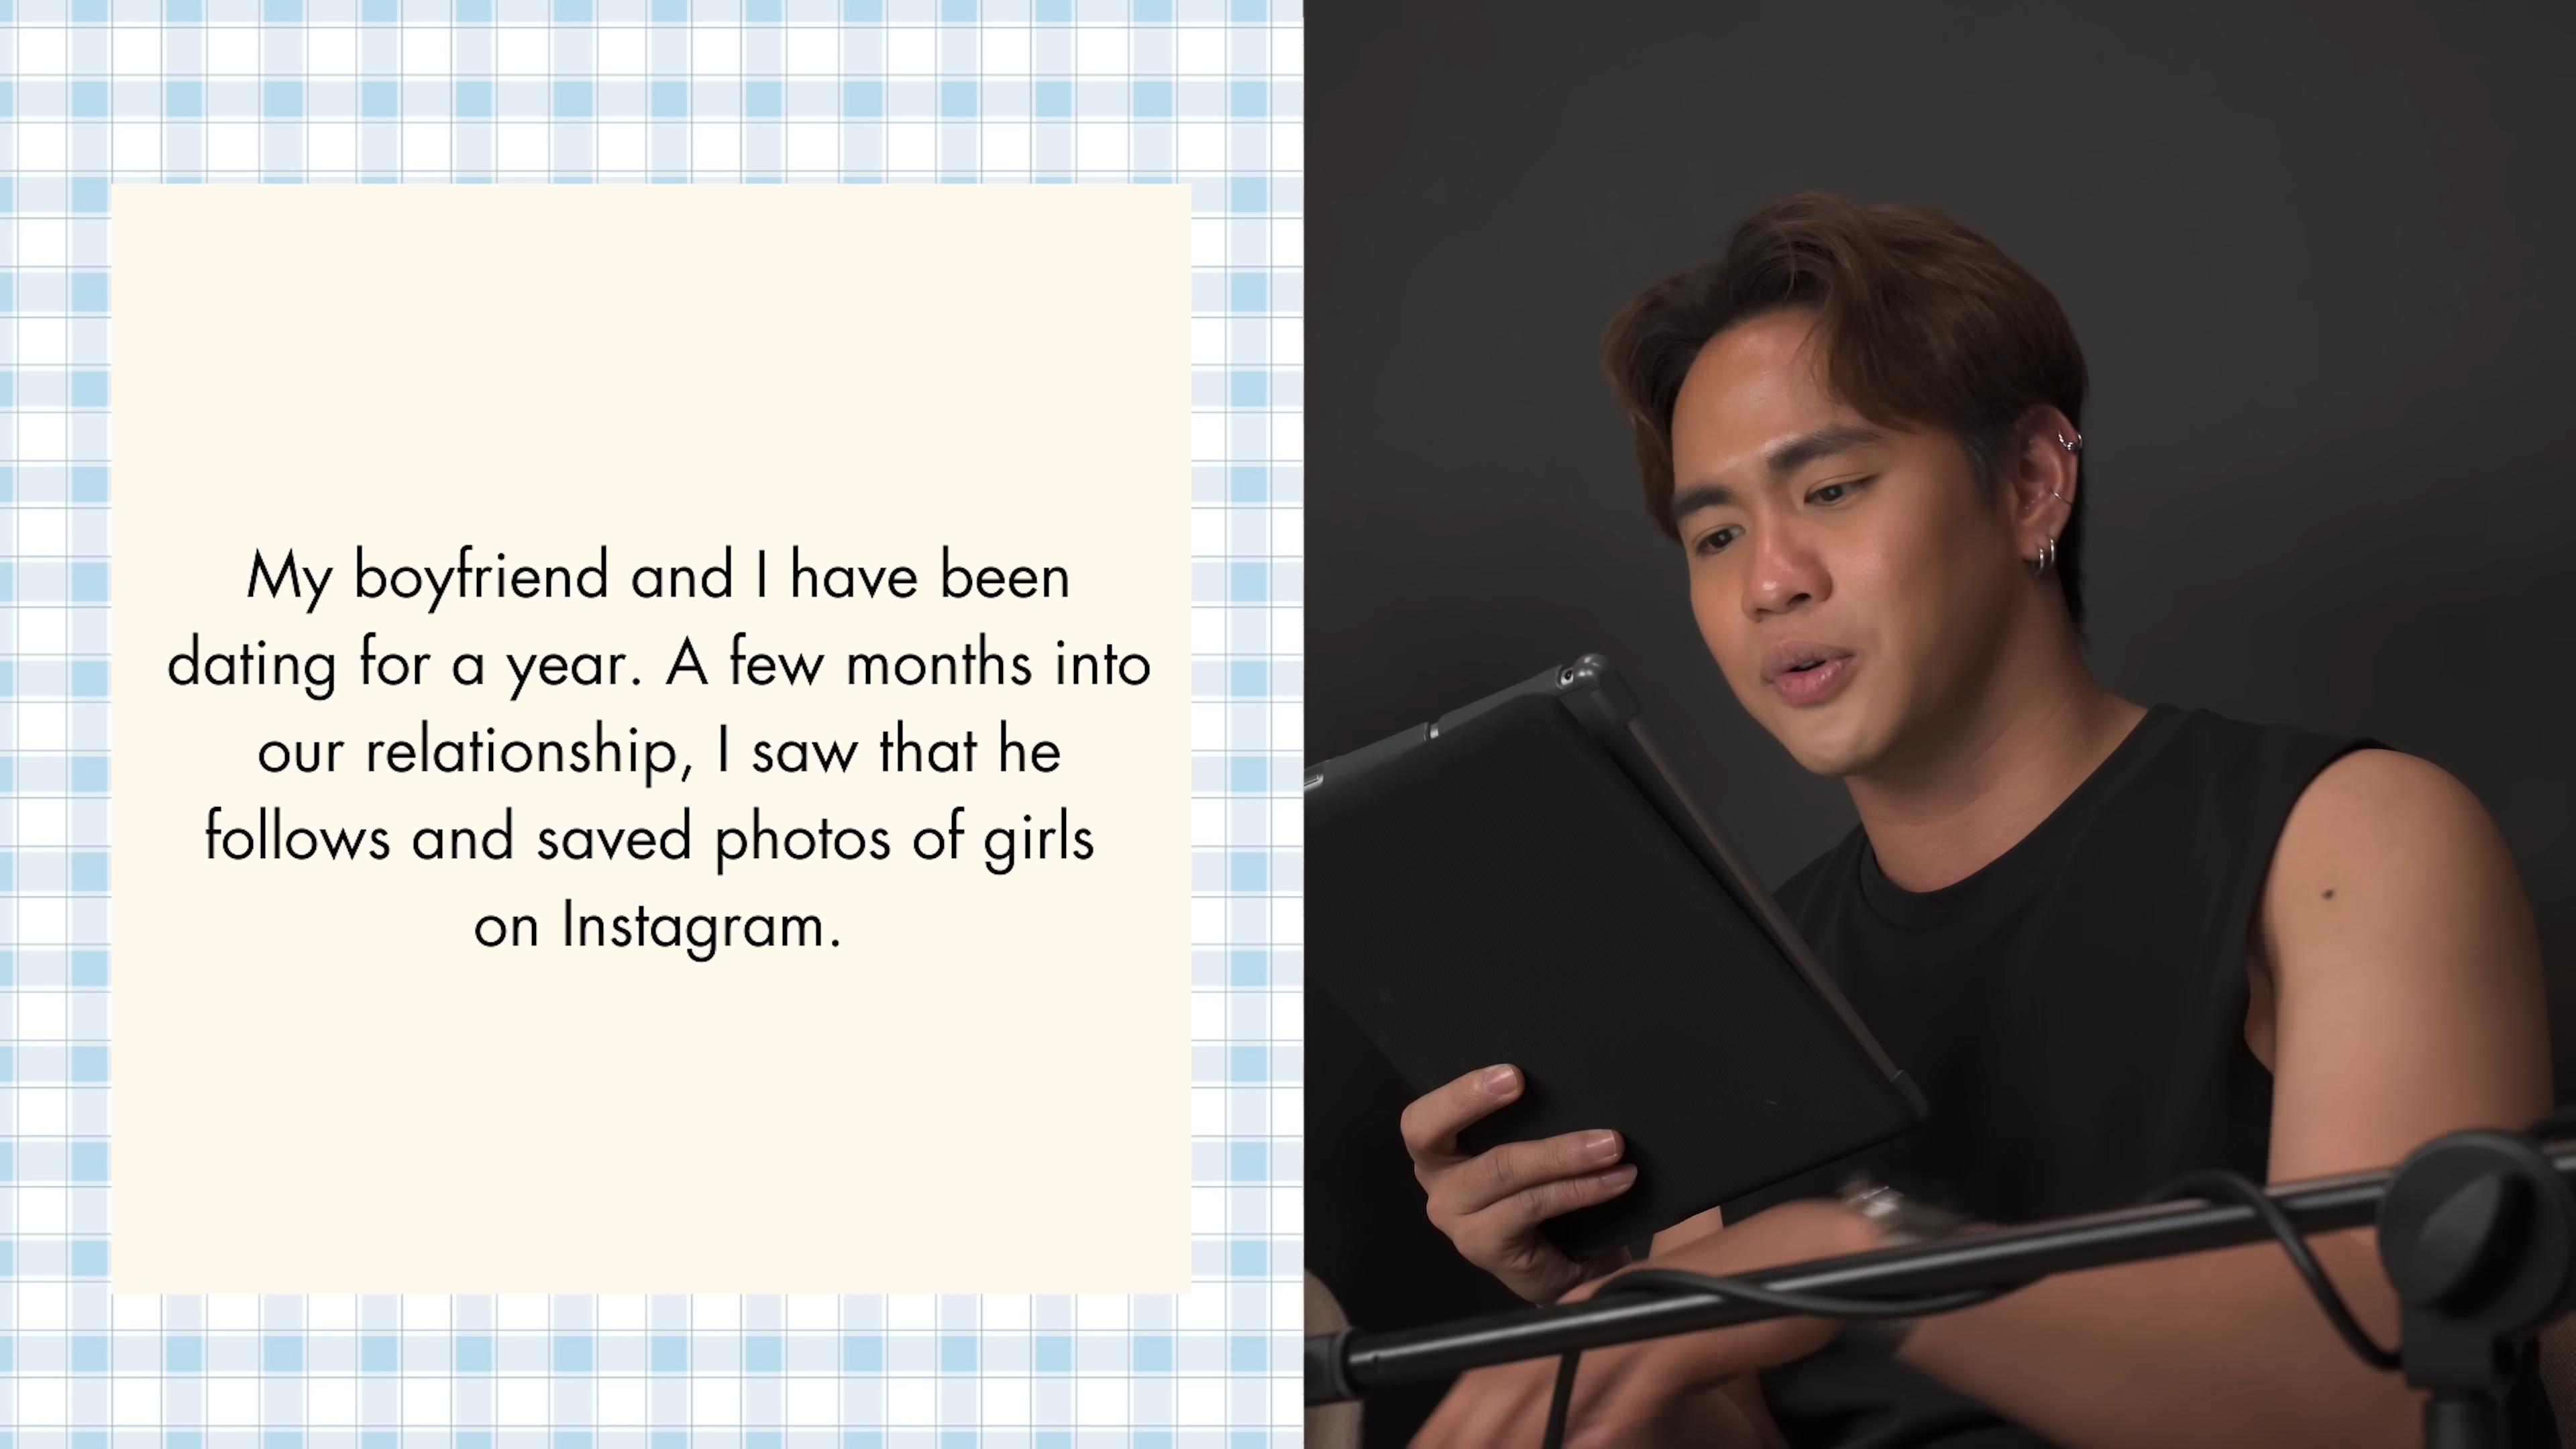 My boyfriend and I have been
dating for a year. A few months into
our relationship, I saw that he
follows and saved photos of girls
on Instagram.